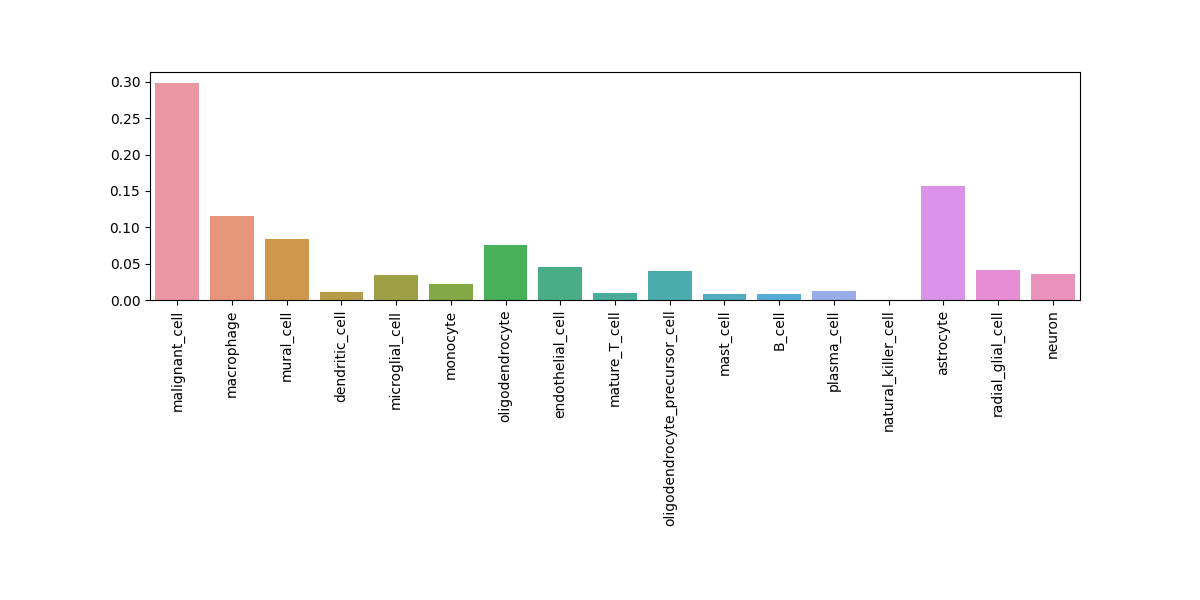 0.30
0.25
0.20
0.15
0.10
0.05
0.00
malignant_cell
macrophage
mural_cell
dendritic_cell
microglial_cell
monocyte
oligodendrocyte
endothelial_cell
mature_T_cell
oligodendrocyte_precursor_cell
mast_cell
B_cell
plasma_cell
natural_killer_cell
astrocyte
radial_glial_cell
neuron